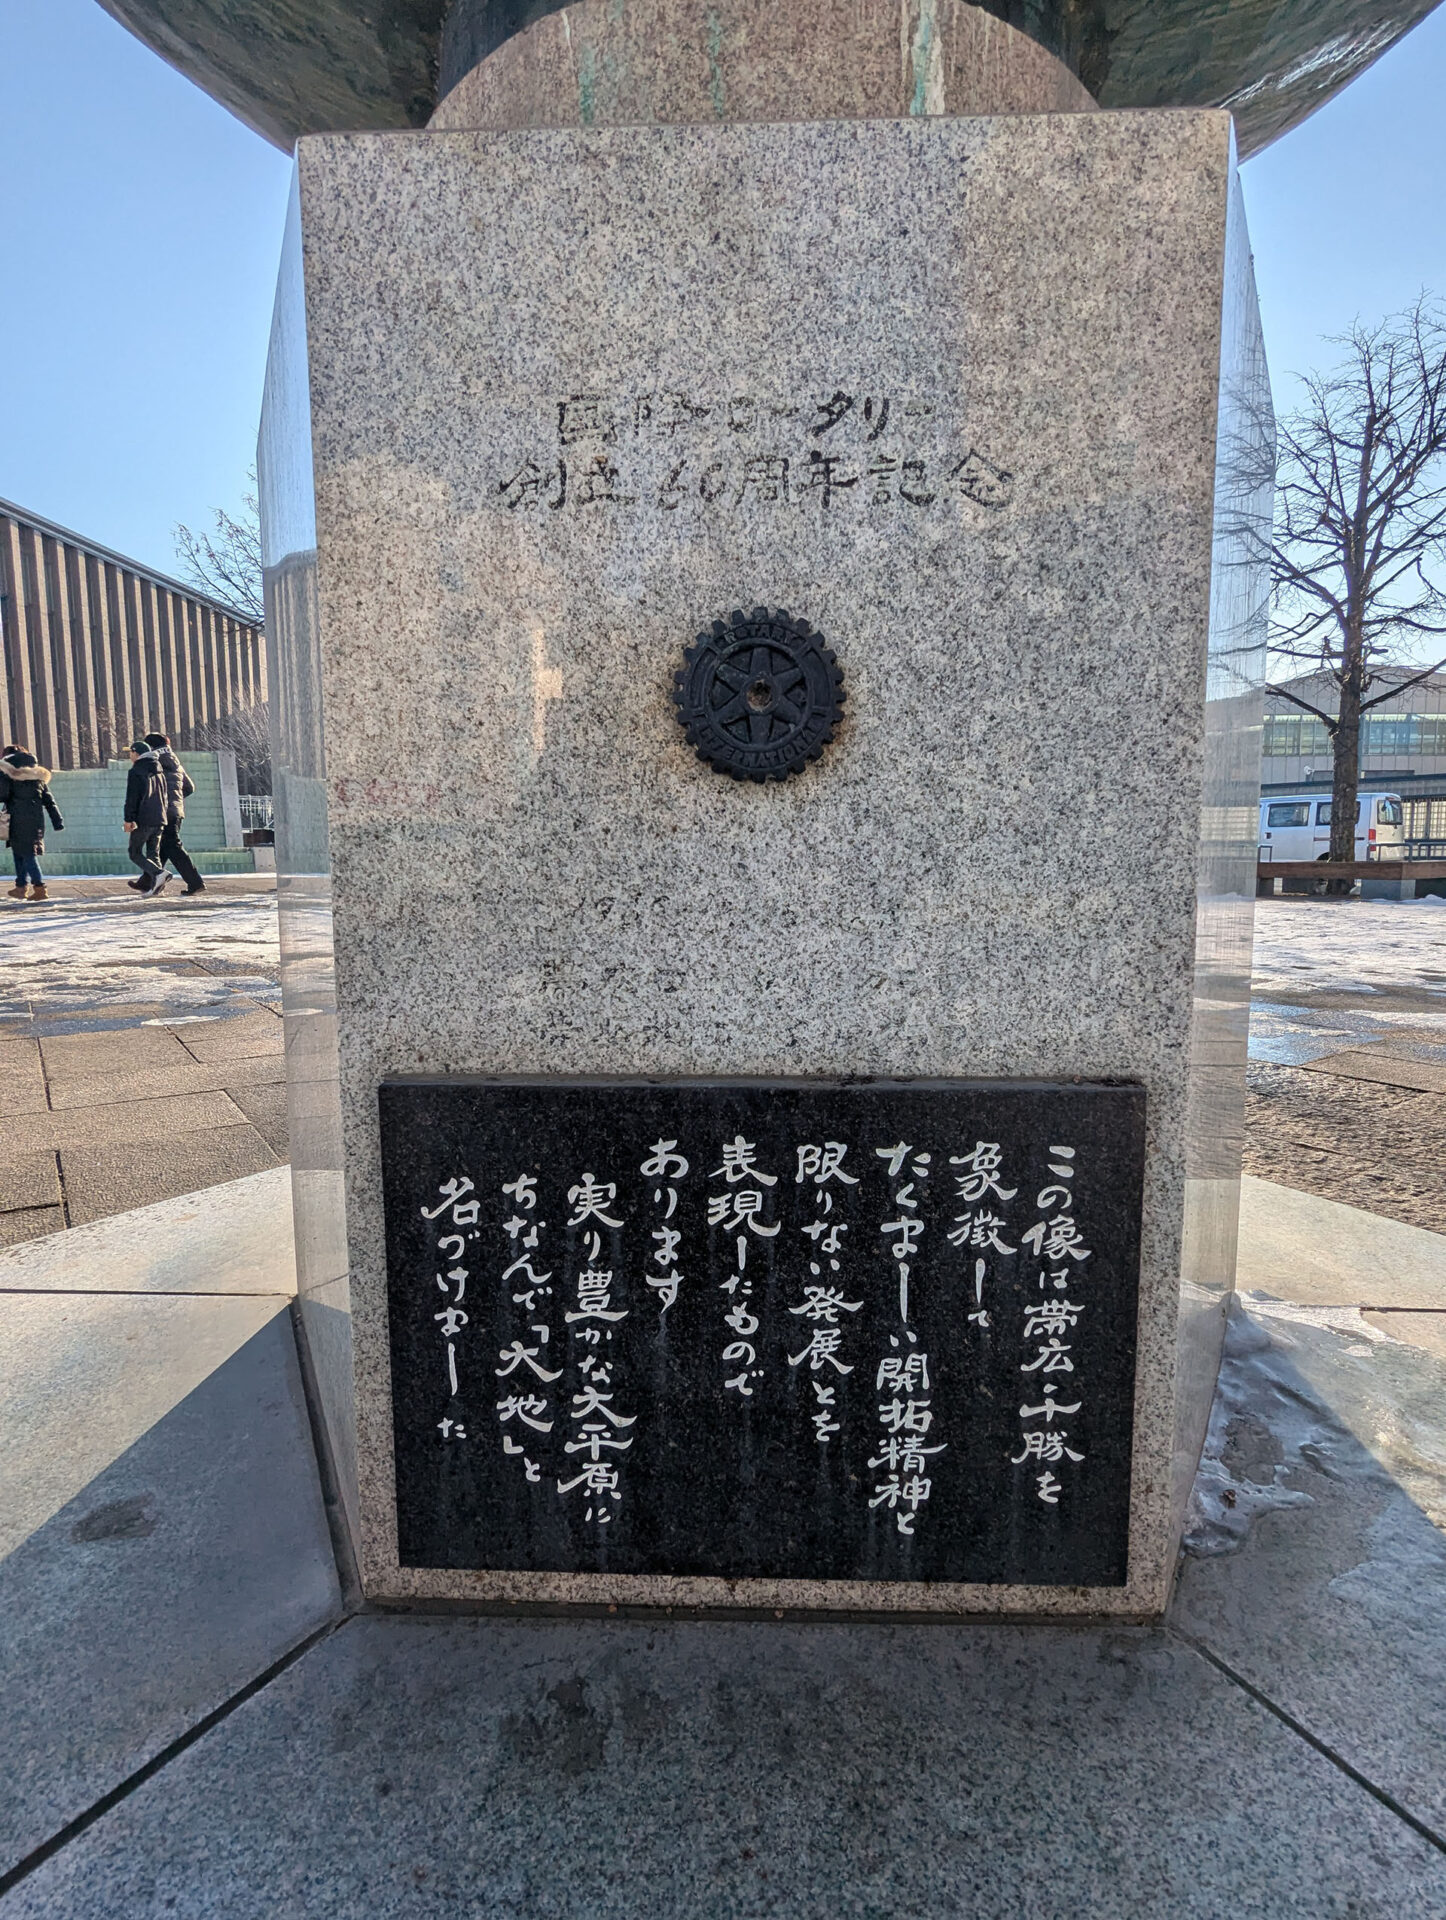 国際ロータリー
創立60周年記念
ROTARY
INTERNATIONAL
この像は帯広千勝を
象徴して
たくましい開拓精神と
限りない発展とを
表現したもので
あります
実り豊かな大平原に
ちなんで「大地」と
名づけました